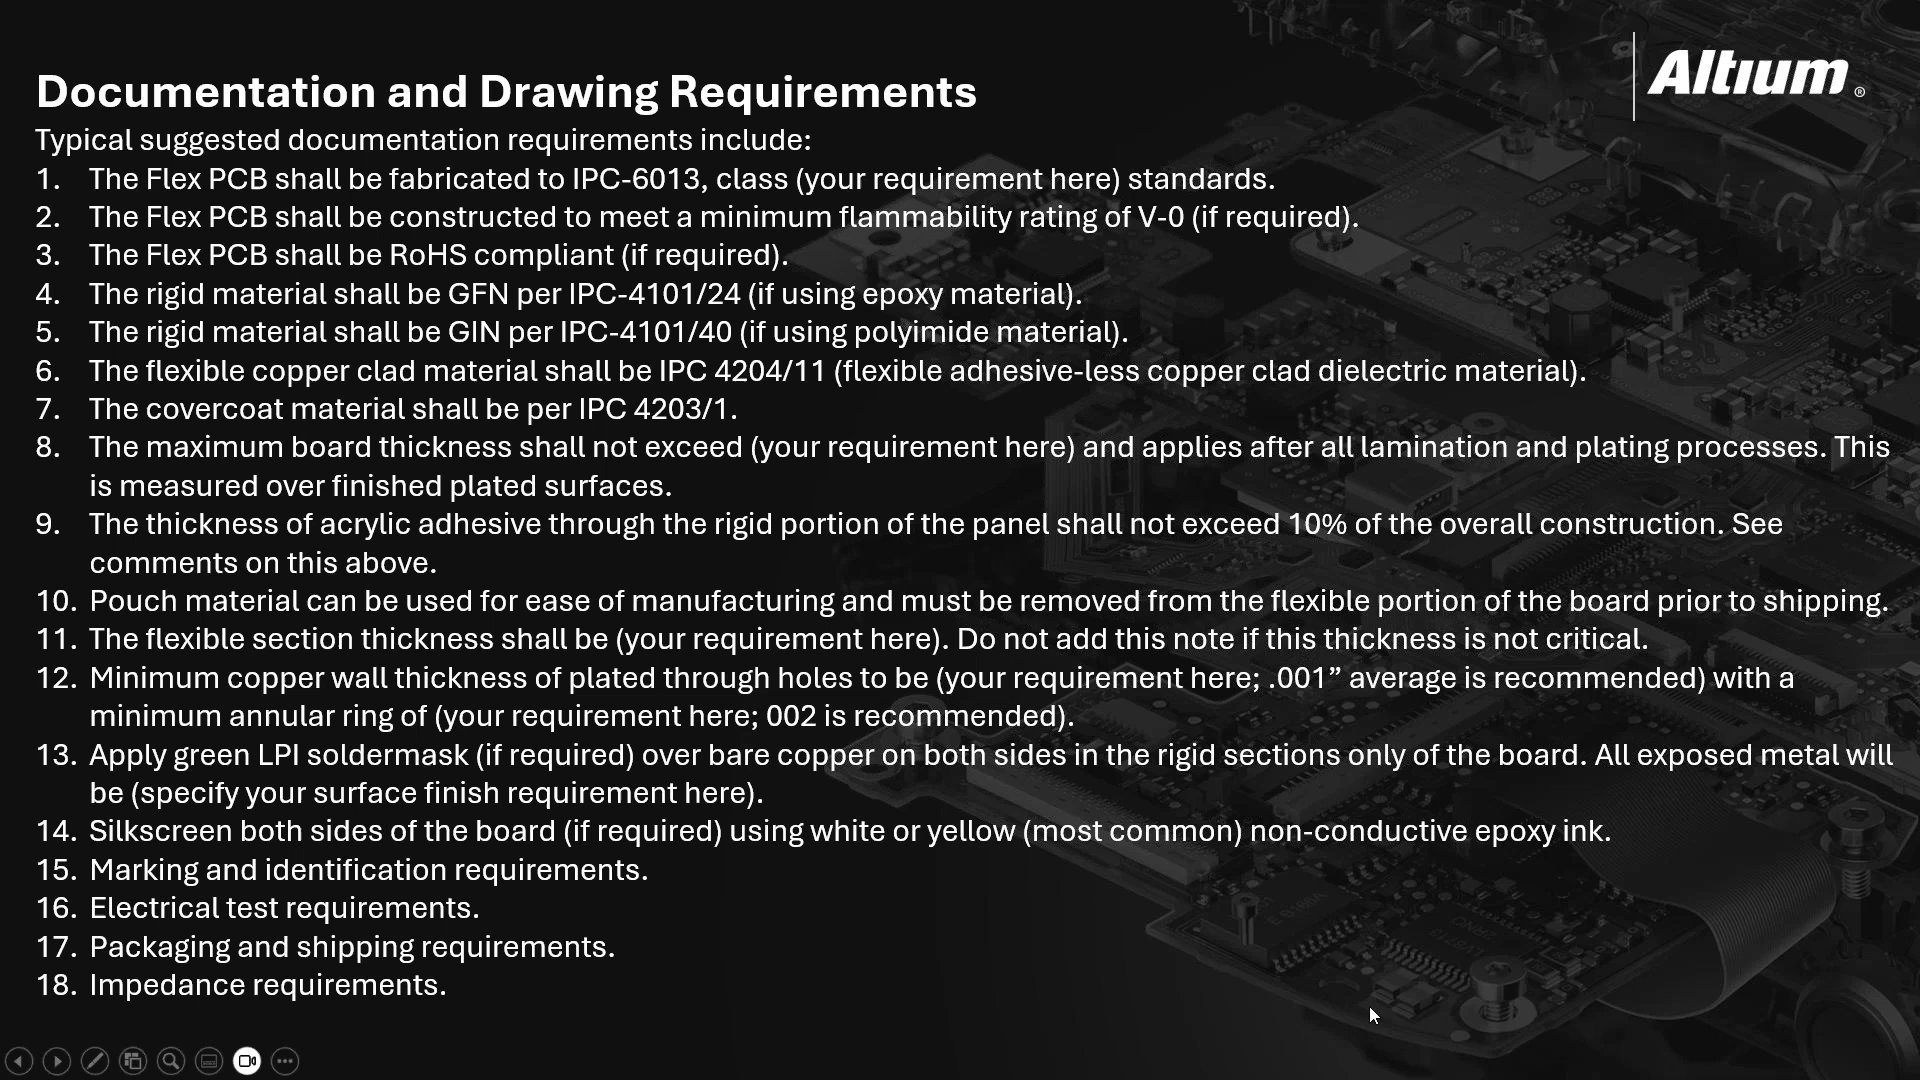 Altium®
Documentation and Drawing Requirements
Typical suggested documentation requirements include:
1. The Flex PCB shall be fabricated to IPC-6013, class (your requirement here) standards.
2. The Flex PCB shall be constructed to meet a minimum flammability rating of V-0 (if required).
3. The Flex PCB shall be RoHS compliant (if required).
4. The rigid material shall be GFN per IPC-4101/24 (if using epoxy material).
5. The rigid material shall be GIN per IPC-4101/40 (if using polyimide material).
6. The flexible copper clad material shall be IPC 4204/11 (flexible adhesive-less copper clad dielectric material).
7. The covercoat material shall be per IPC 4203/1.
8. The maximum board thickness shall not exceed (your requirement here) and applies after all lamination and plating processes. This
is measured over finished plated surfaces.
9. The thickness of acrylic adhesive through the rigid portion of the panel shall not exceed 10% of the overall construction. See
comments on this above.
10. Pouch material can be used for ease of manufacturing and must be removed from the flexible portion of the board prior to shipping.
11. The flexible section thickness shall be (your requirement here). Do not add this note if this thickness is not critical.
12. Minimum copper wall thickness of plated through holes to be (your requirement here; .001” average is recommended) with a
minimum annular ring of (your requirement here; 002 is recommended).
13. Apply green LPI soldermask (if required) over bare copper on both sides in the rigid sections only of the board. All exposed metal will
be (specify your surface finish requirement here).
14. Silkscreen both sides of the board (if required) using white or yellow (most common) non-conductive epoxy ink.
15. Marking and identification requirements.
16. Electrical test requirements.
17. Packaging and shipping requirements.
18. Impedance requirements.